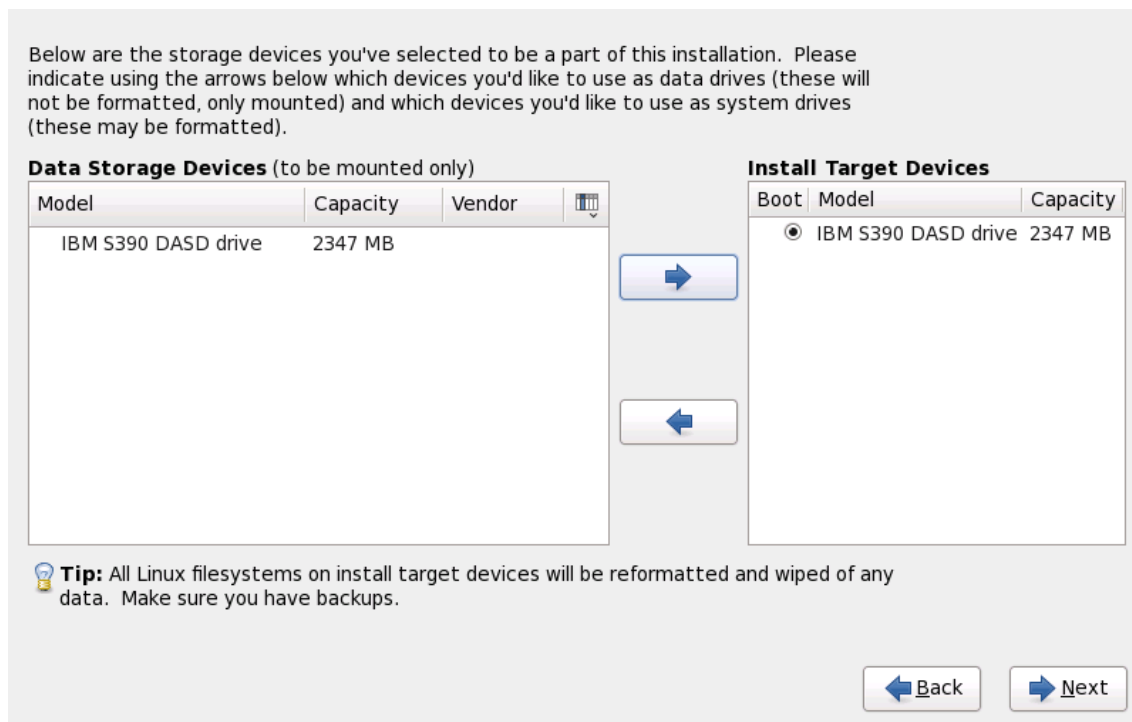 Below are the storage devices you've selected to be a part of this installation.  Please
indicate using the arrows below which devices you'd like to use as data drives (these will
not be formatted, only mounted) and which devices you'd like to use as system drives
(these may be formatted).
Data Storage Devices (to be mounted only)
Model Capacity Vendor
IBM S390 DASD drive 2347 MB
Install Target Devices
Boot Model Capacity
IBM S390 DASD drive 2347 MB
Tip: All Linux filesystems on install target devices will be reformatted and wiped of any
data.  Make sure you have backups.
Back
Next